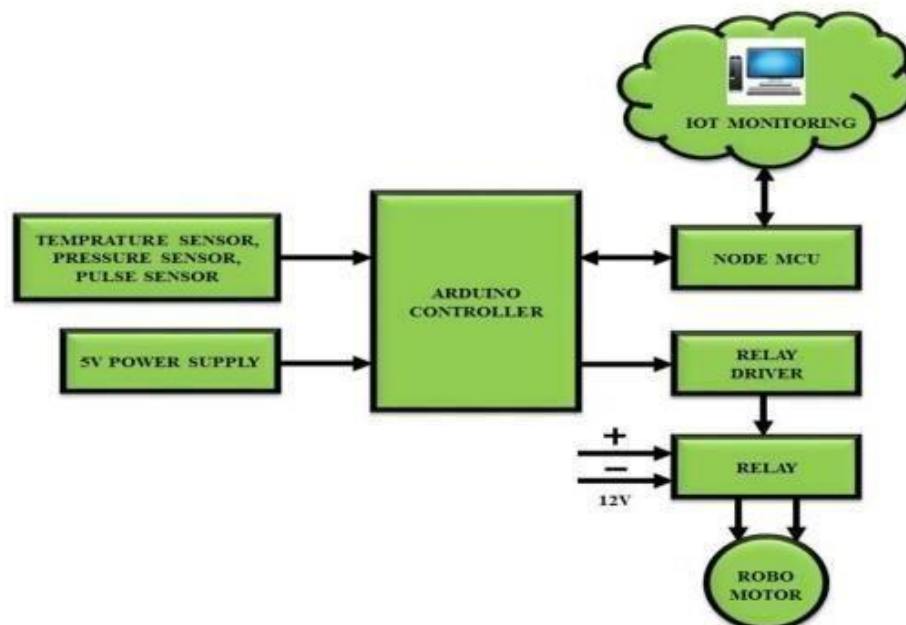 IOT MONITORING
TEMPRATURE SENSOR,
PRESSURE SENSOR,
PULSE SENSOR
ARDUINO
CONTROLLER
NODE MCU
5V POWER SUPPLY
RELAY
DRIVER
+
−
12V
RELAY
ROBO
MOTOR